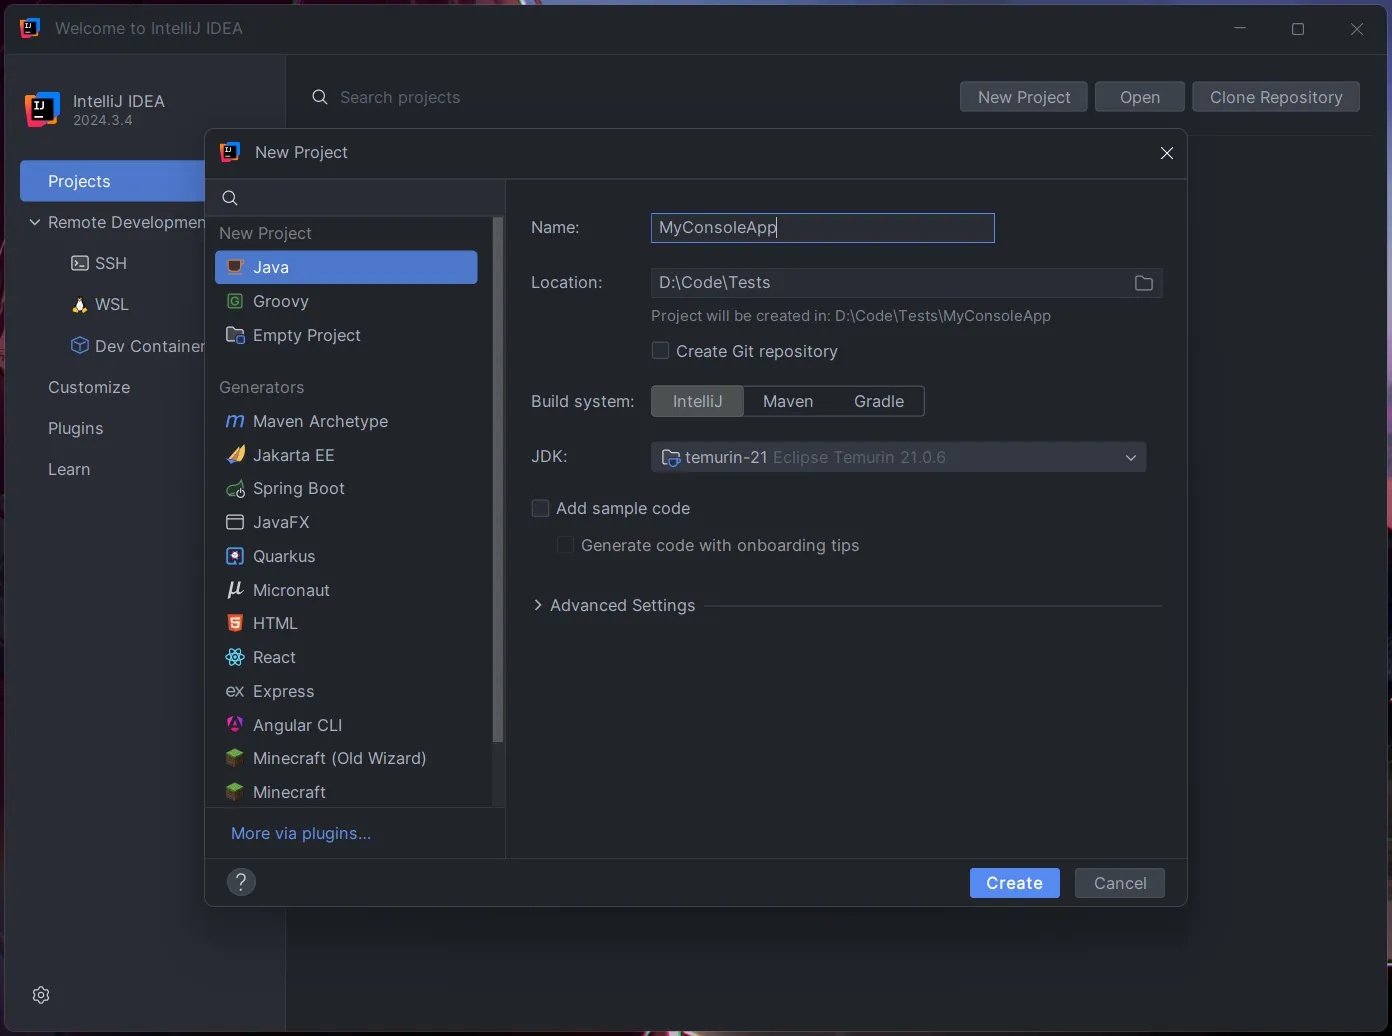 Welcome to IntelliJ IDEA
IntelliJ IDEA
2024.3.4
Search projects
New Project
Open
Clone Repository
Projects
Remote Developmen
SSH
WSL
Dev Container
Customize
Plugins
Learn
New Project
New Project
Java
Groovy
Empty Project
Generators
Maven Archetype
Jakarta EE
Spring Boot
JavaFX
Quarkus
Micronaut
HTML
React
Express
Angular CLI
Minecraft (Old Wizard)
Minecraft
More via plugins...
Name: MyConsoleApp
Location: D:\Code\Tests
Project will be created in: D:\Code\Tests\MyConsoleApp
Create Git repository
Build system: IntelliJ Maven Gradle
JDK: temurin-21 Eclipse Temurin 21.0.6
Add sample code
Generate code with onboarding tips
Advanced Settings
?
Create
Cancel